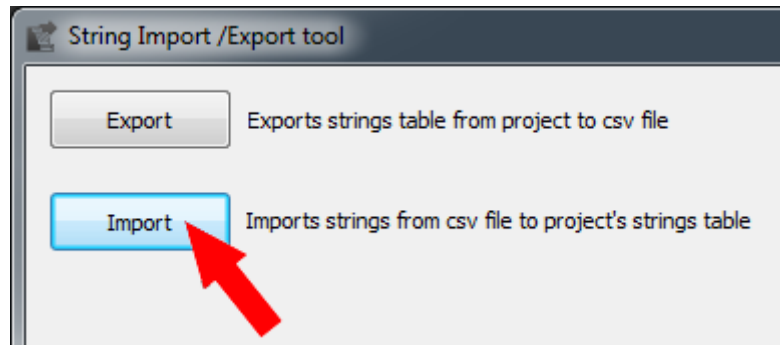 String Import /Export tool
Export Exports strings table from project to csv file
Import Imports strings from csv file to project's strings table